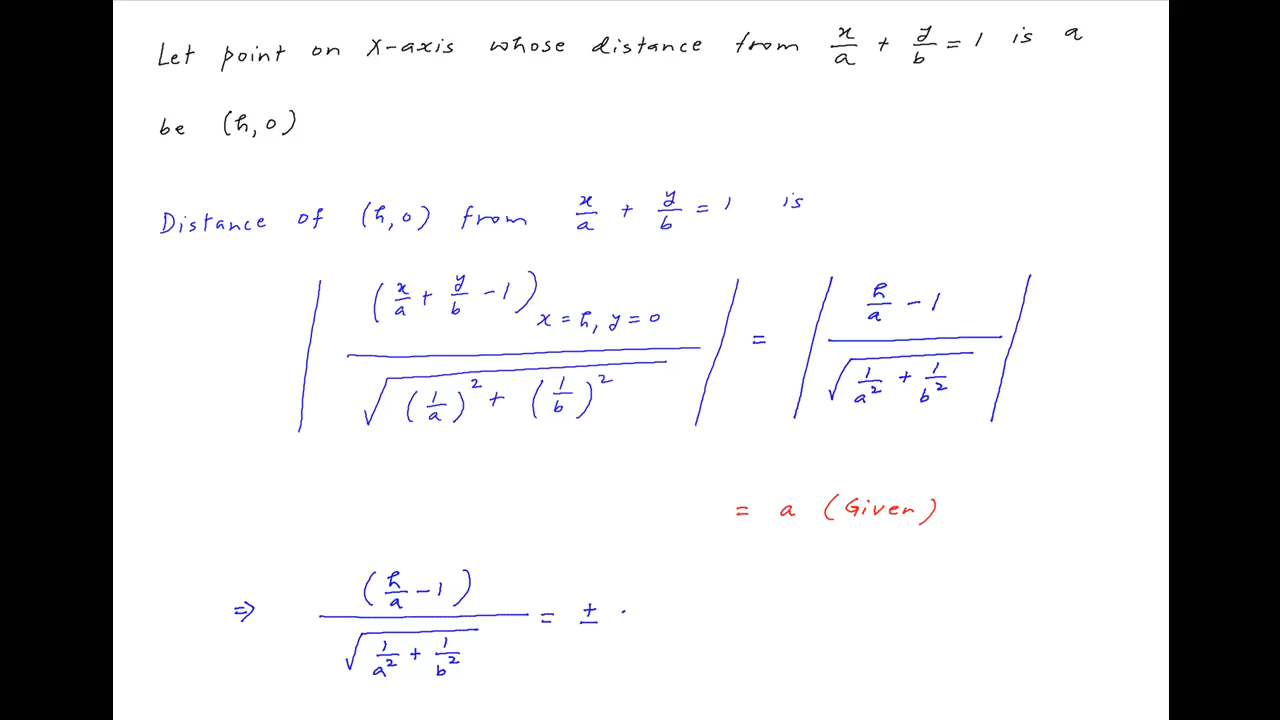 Let point on X-axis whose distance from x/a + y/b = 1 is a
be (h, 0)
Distance of (h, 0) from x/a + y/b = 1 is
| (x/a + y/b - 1) x = h, y = 0 / √((1/a)² + (1/b)²) | = | (h/a - 1) / √(1/a² + 1/b²) |
= a (Given)
⇒ (h/a - 1) / √(1/a² + 1/b²) = ±